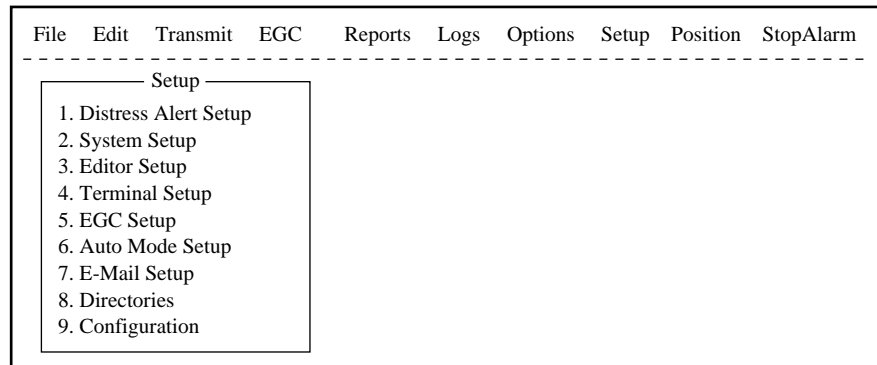 File Edit Transmit EGC Reports Logs Options Setup Position StopAlarm
Setup
1. Distress Alert Setup
2. System Setup
3. Editor Setup
4. Terminal Setup
5. EGC Setup
6. Auto Mode Setup
7. E-Mail Setup
8. Directories
9. Configuration